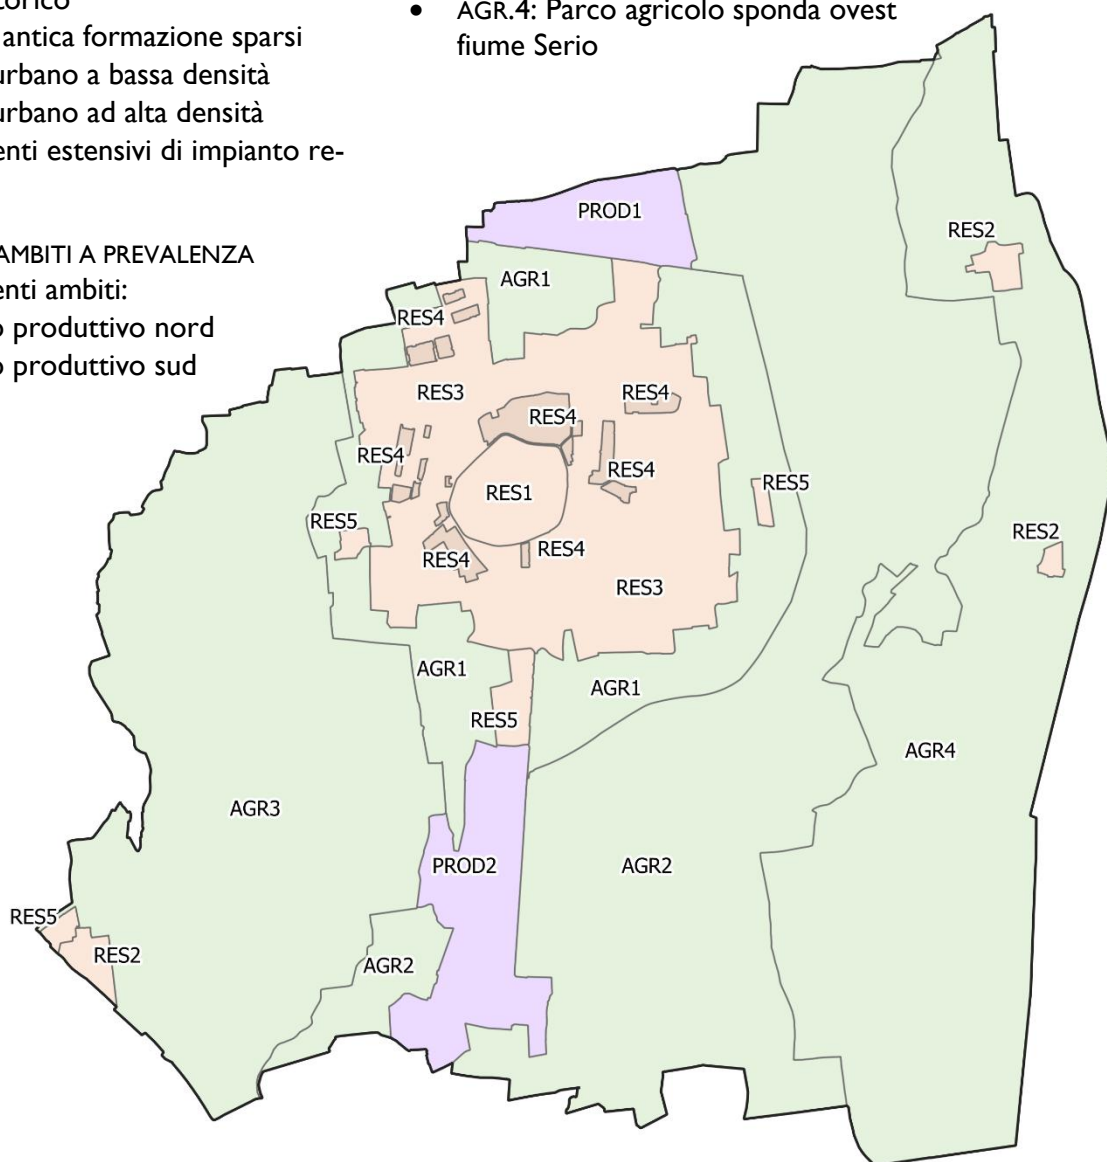 torico
antica formazione sparsi
urbano a bassa densità
urbano ad alta densità
enti estensivi di impianto re-
AMBITI A PREVALENZA
enti ambiti:
o produttivo nord
o produttivo sud
• AGR.4: Parco agricolo sponda ovest
fiume Serio
PROD1
RES2
AGR1
RES4
RES3
RES4
RES4
RES4
RES4
RES5
RES1
RES5
RES2
RES4
RES4
RES3
AGR1
AGR1
RES5
AGR4
AGR3
PROD2
AGR2
RES5
RES2
AGR2